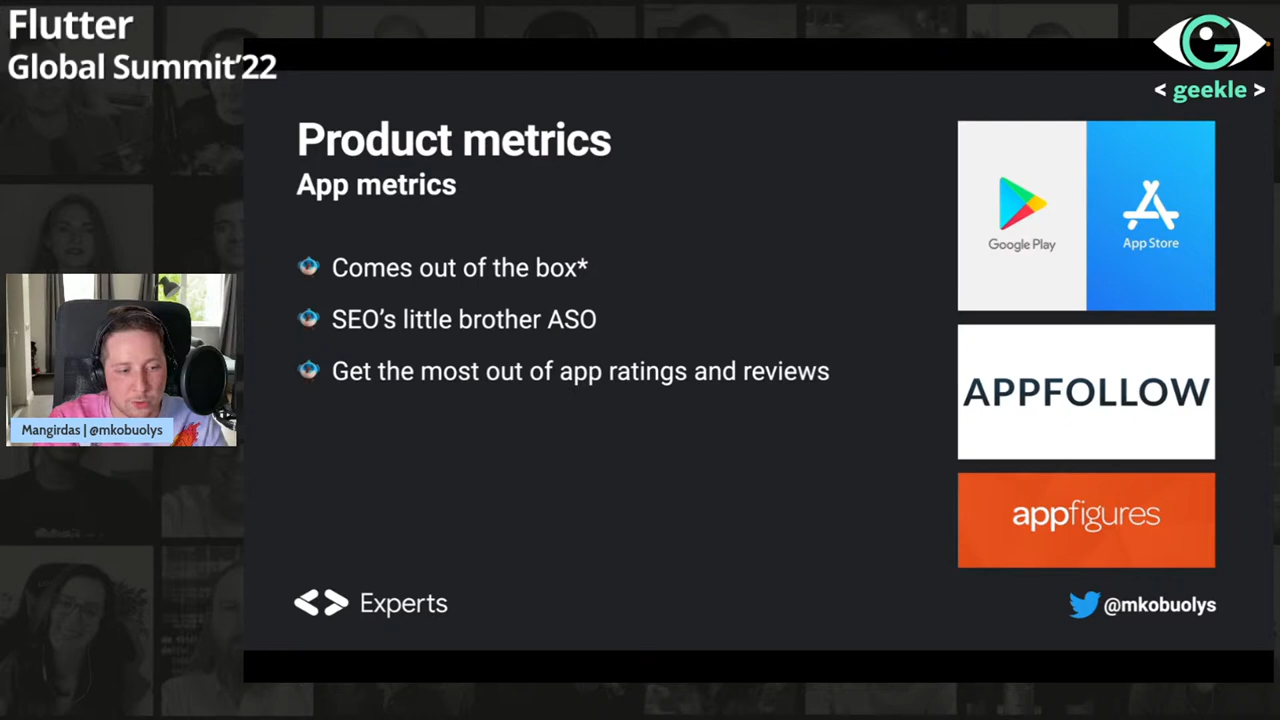 Flutter
Global Summit'22
< geekle >
Product metrics
App metrics
Comes out of the box*
SEO's little brother ASO
Get the most out of app ratings and reviews
Google Play
App Store
APPFOLLOW
appfigures
Mangirdas | @mkobuolys
<> Experts
@mkobuolys